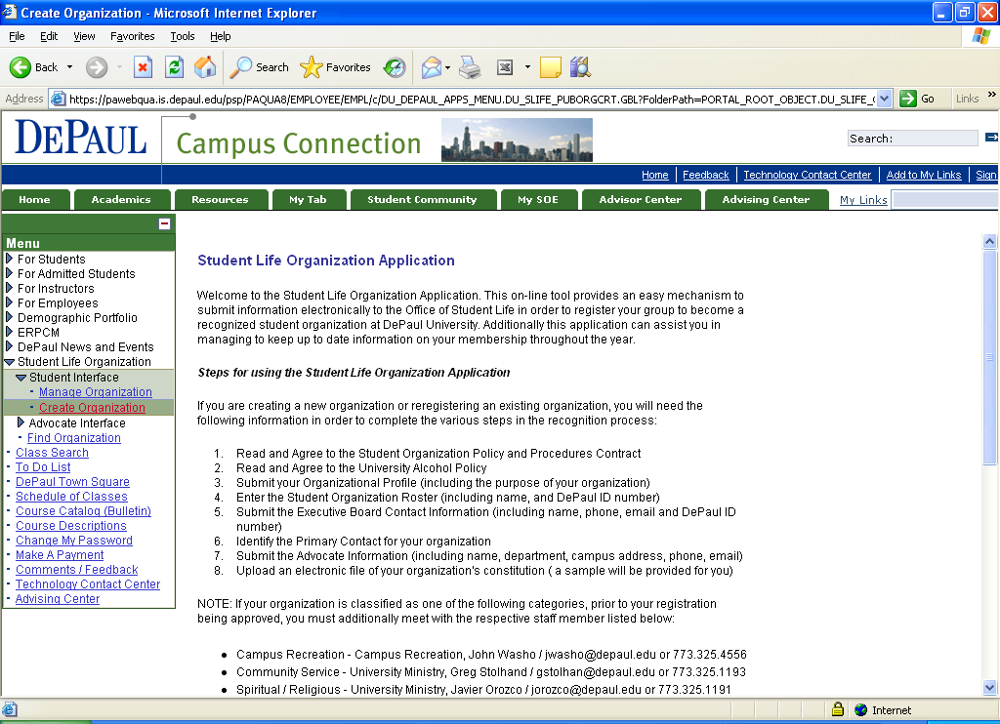 Create Organization - Microsoft Internet Explorer
File Edit View Favorites Tools Help
Back Search Favorites
Address https://pawebqua.is.depaul.edu/psp/PAQUA8/EMPLOYEE/EMPL/c/DU_DEPAUL_APPS_MENU.DU_SLIFE_PUBORGCRT.GBL?FolderPath=PORTAL_ROOT_OBJECT.DU_SLIFE_ Go Links »
DEPAUL Campus Connection Search:
Home Feedback Technology Contact Center Add to My Links Sign
Home Academics Resources My Tab Student Community My SOE Advisor Center Advising Center My Links
Menu
For Students
For Admitted Students
For Instructors
For Employees
Demographic Portfolio
ERPCM
DePaul News and Events
Student Life Organization
Student Interface
- Manage Organization
- Create Organization
Advocate Interface
- Find Organization
- Class Search
- To Do List
- DePaul Town Square
- Schedule of Classes
- Course Catalog (Bulletin)
- Course Descriptions
- Change My Password
- Make A Payment
- Comments / Feedback
- Technology Contact Center
- Advising Center
Student Life Organization Application
Welcome to the Student Life Organization Application. This on-line tool provides an easy mechanism to
submit information electronically to the Office of Student Life in order to register your group to become a
recognized student organization at DePaul University. Additionally this application can assist you in
managing to keep up to date information on your membership throughout the year.
Steps for using the Student Life Organization Application
If you are creating a new organization or reregistering an existing organization, you will need the
following information in order to complete the various steps in the recognition process:
1. Read and Agree to the Student Organization Policy and Procedures Contract
2. Read and Agree to the University Alcohol Policy
3. Submit your Organizational Profile (including the purpose of your organization)
4. Enter the Student Organization Roster (including name, and DePaul ID number)
5. Submit the Executive Board Contact Information (including name, phone, email and DePaul ID
number)
6. Identify the Primary Contact for your organization
7. Submit the Advocate Information (including name, department, campus address, phone, email)
8. Upload an electronic file of your organization's constitution ( a sample will be provided for you)
NOTE: If your organization is classified as one of the following categories, prior to your registration
being approved, you must additionally meet with the respective staff member listed below:
• Campus Recreation - Campus Recreation, John Washo / jwasho@depaul.edu or 773.325.4556
• Community Service - University Ministry, Greg Stolhand / gstolhan@depaul.edu or 773.325.1193
• Spiritual / Religious - University Ministry, Javier Orozco / jorozco@depaul.edu or 773.325.1191
Internet